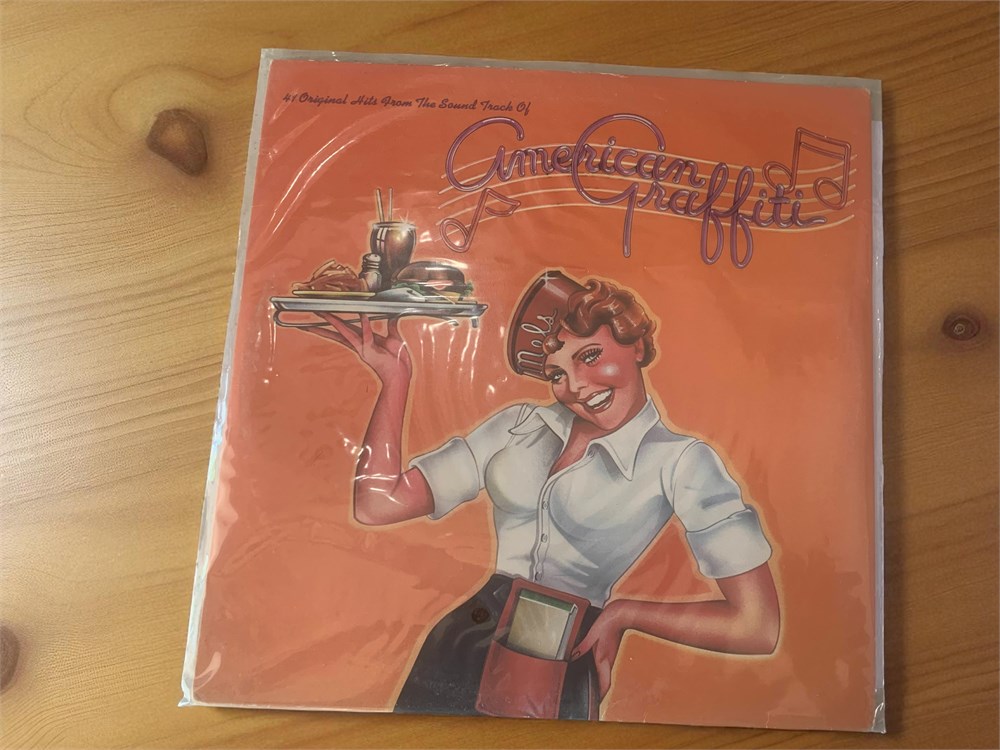 41 Original Hits From The Sound Track Of
American
Graffiti
Mels